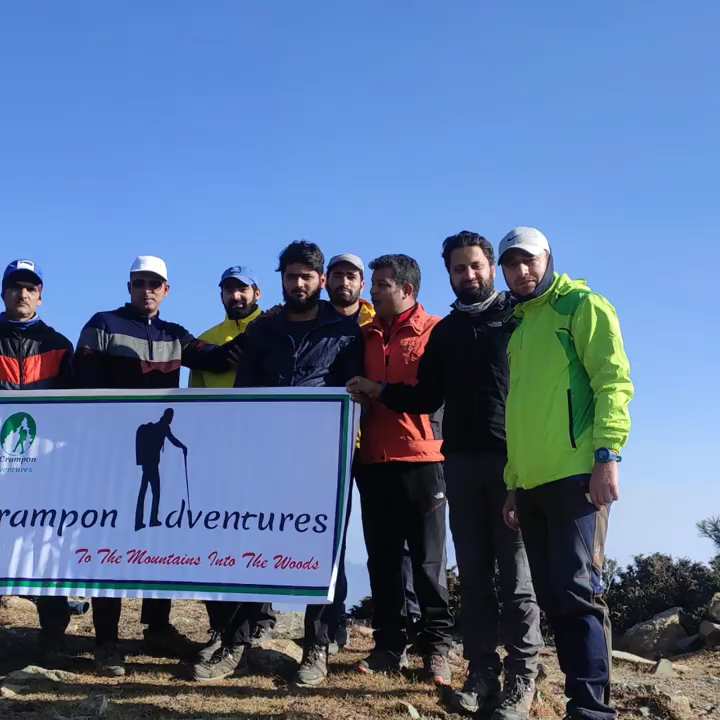 Crampon
ventures
rampon Adventures
To The Mountains Into The Woods